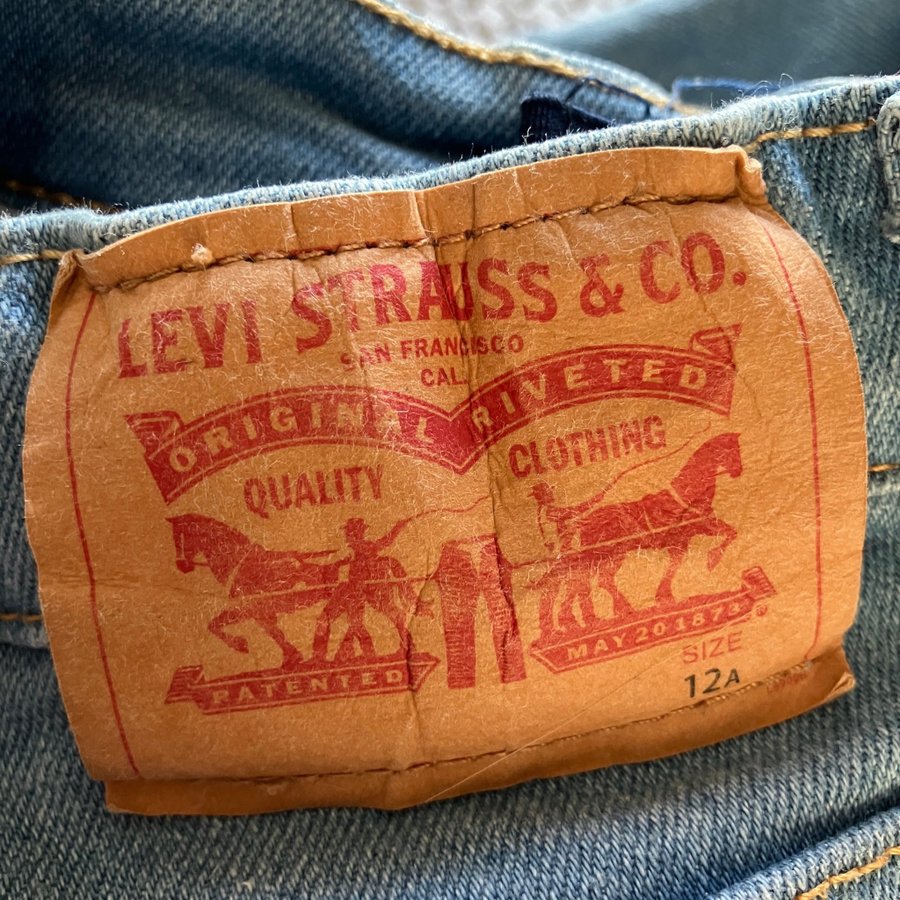 LEVI STRAUSS & CO.
SAN FRANCISCO
CAL.
ORIGINAL RIVETED
QUALITY CLOTHING
PATENTED MAY 20 1873 ®
SIZE
12A